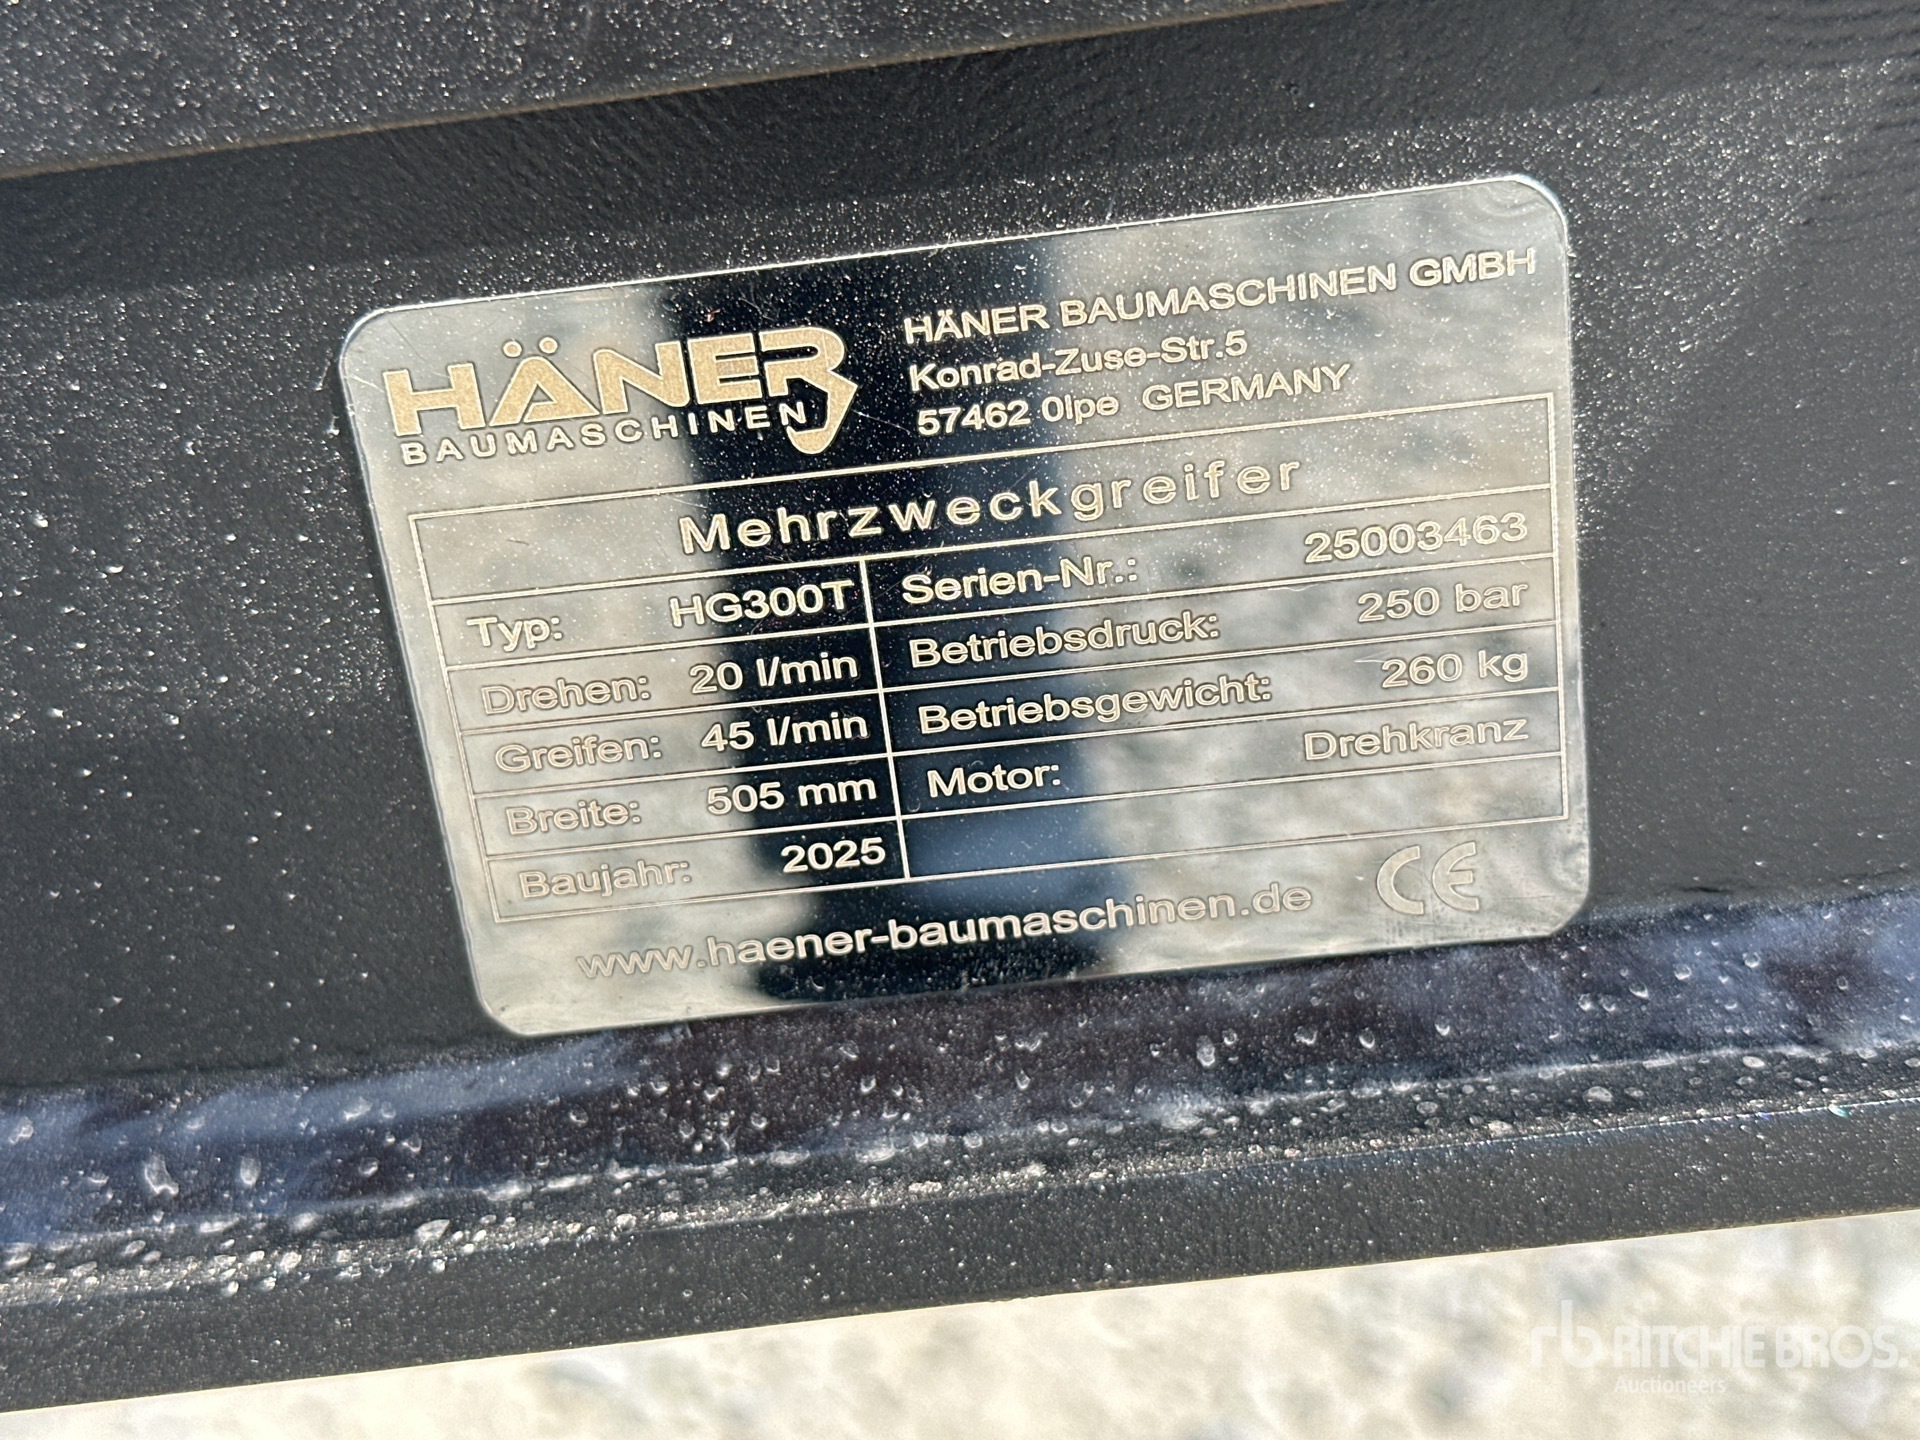 HÄNER
BAUMASCHINEN
HÄNER BAUMASCHINEN GMBH
Konrad-Zuse-Str.5
57462 Olpe GERMANY
Mehrzweckgreifer
Typ: HG300T Serien-Nr.: 25003463
Drehen: 20 l/min Betriebsdruck: 250 bar
Greifen: 45 l/min Betriebsgewicht: 260 kg
Breite: 505 mm Motor: Drehkranz
Baujahr: 2025
www.haener-baumaschinen.de CE
rb RITCHIE BROS.
Auctioneers